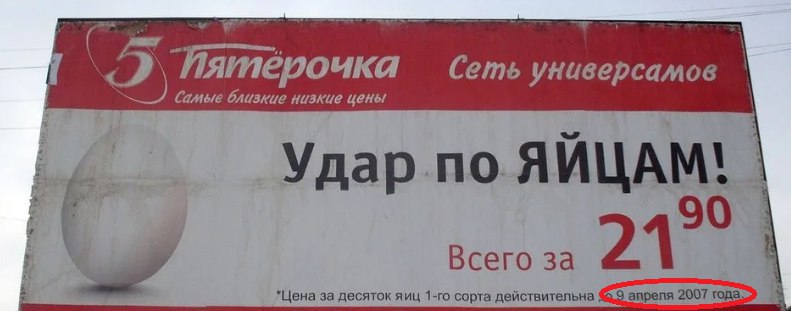 5 Пятёрочка
Сеть универсамов
Самые близкие низкие цены
Удар по ЯЙЦАМ!
Всего за 21 90
*Цена за десяток яиц 1-го сорта действительна до 9 апреля 2007 года.